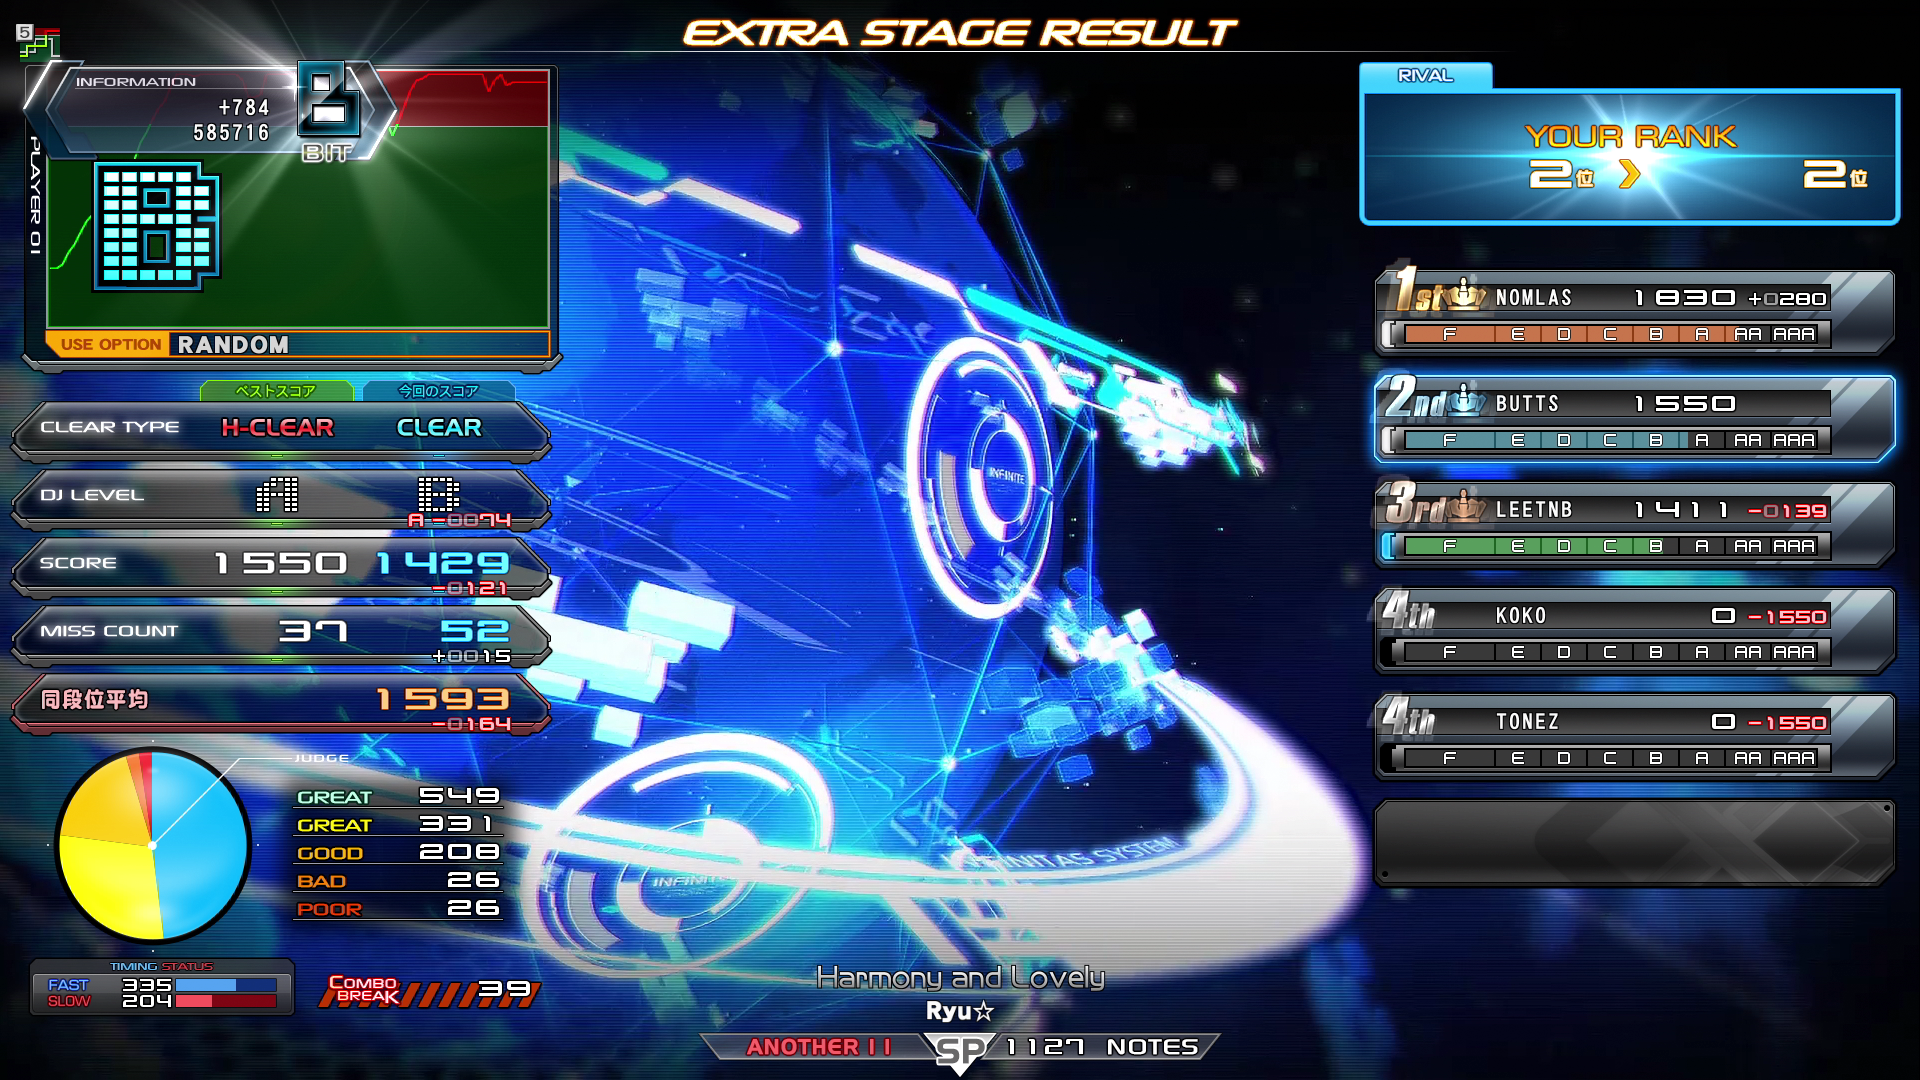 EXTRA STAGE RESULT
5
INFORMATION
+784
585716
BIT
PLAYER 01
B
USE OPTION RANDOM
ベストスコア 今回のスコア
CLEAR TYPE H-CLEAR CLEAR
DJ LEVEL A B
A -0074
SCORE 1550 1429
-0121
MISS COUNT 37 52
+0015
同段位平均 1593
-0164
JUDGE
GREAT 549
GREAT 331
GOOD 208
BAD 26
POOR 26
TIMING STATUS
FAST 335
SLOW 204
COMBO BREAK 39
INFINITE
INFINITE
INFINITAS SYSTEM
Harmony and Lovely
Ryu☆
ANOTHER 11 SP 1127 NOTES
RIVAL
YOUR RANK
2位 2位
1st NOMLAS 1830 +0280
F E D C B A AA AAA
2nd BUTTS 1550
F E D C B A AA AAA
3rd LEETNB 1411 -0139
F E D C B A AA AAA
4th KOKO 0 -1550
F E D C B A AA AAA
4th TONEZ 0 -1550
F E D C B A AA AAA